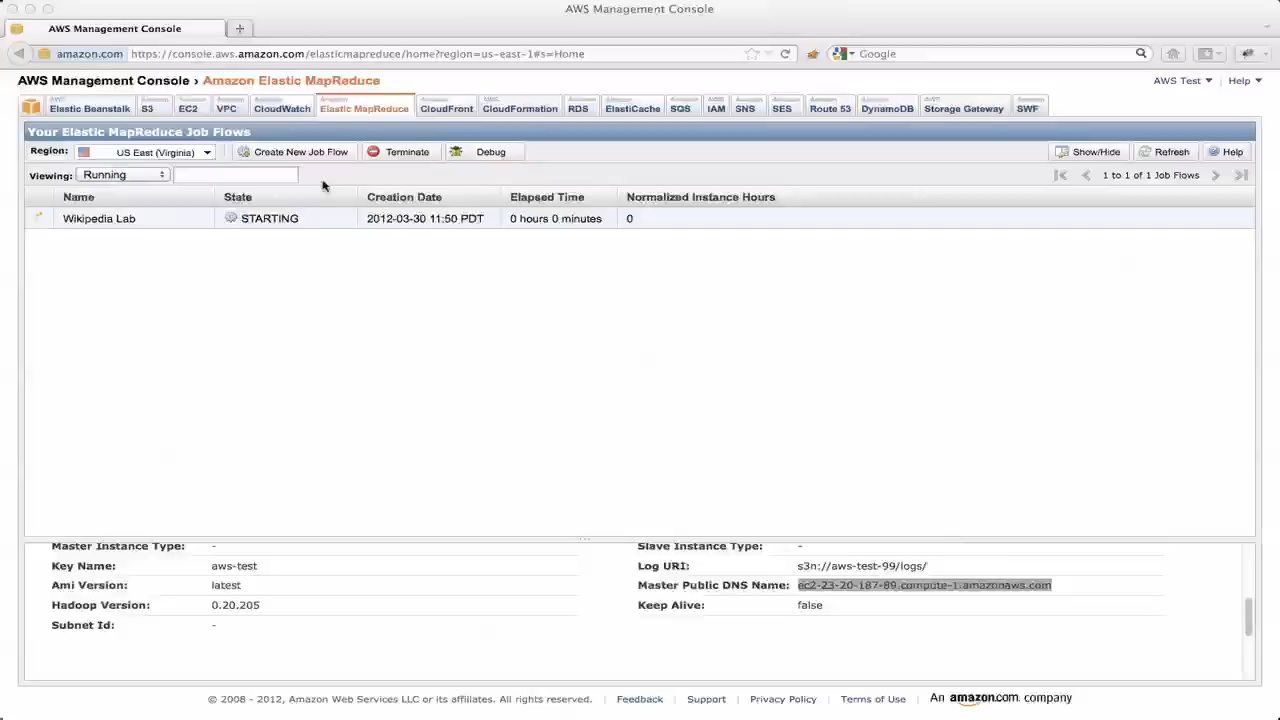 AWS Management Console
AWS Management Console
amazon.com https://console.aws.amazon.com/elasticmapreduce/home?region=us-east-1#s=Home Google
AWS Management Console › Amazon Elastic MapReduce AWS Test Help
Elastic Beanstalk S3 EC2 VPC CloudWatch Elastic MapReduce CloudFront CloudFormation RDS ElastiCache SQS IAM SNS SES Route 53 DynamoDB Storage Gateway SWF
Your Elastic MapReduce Job Flows
Region: US East (Virginia) Create New Job Flow Terminate Debug Show/Hide Refresh Help
Viewing: Running 1 to 1 of 1 Job Flows
Name State Creation Date Elapsed Time Normalized Instance Hours
Wikipedia Lab STARTING 2012-03-30 11:50 PDT 0 hours 0 minutes 0
Master Instance Type: - Slave Instance Type: -
Key Name: aws-test Log URI: s3n://aws-test-99/logs/
Ami Version: latest Master Public DNS Name: ec2-23-20-187-89.compute-1.amazonaws.com
Hadoop Version: 0.20.205 Keep Alive: false
Subnet Id: -
© 2008 - 2012, Amazon Web Services LLC or its affiliates. All rights reserved. | Feedback | Support | Privacy Policy | Terms of Use | An amazon.com company